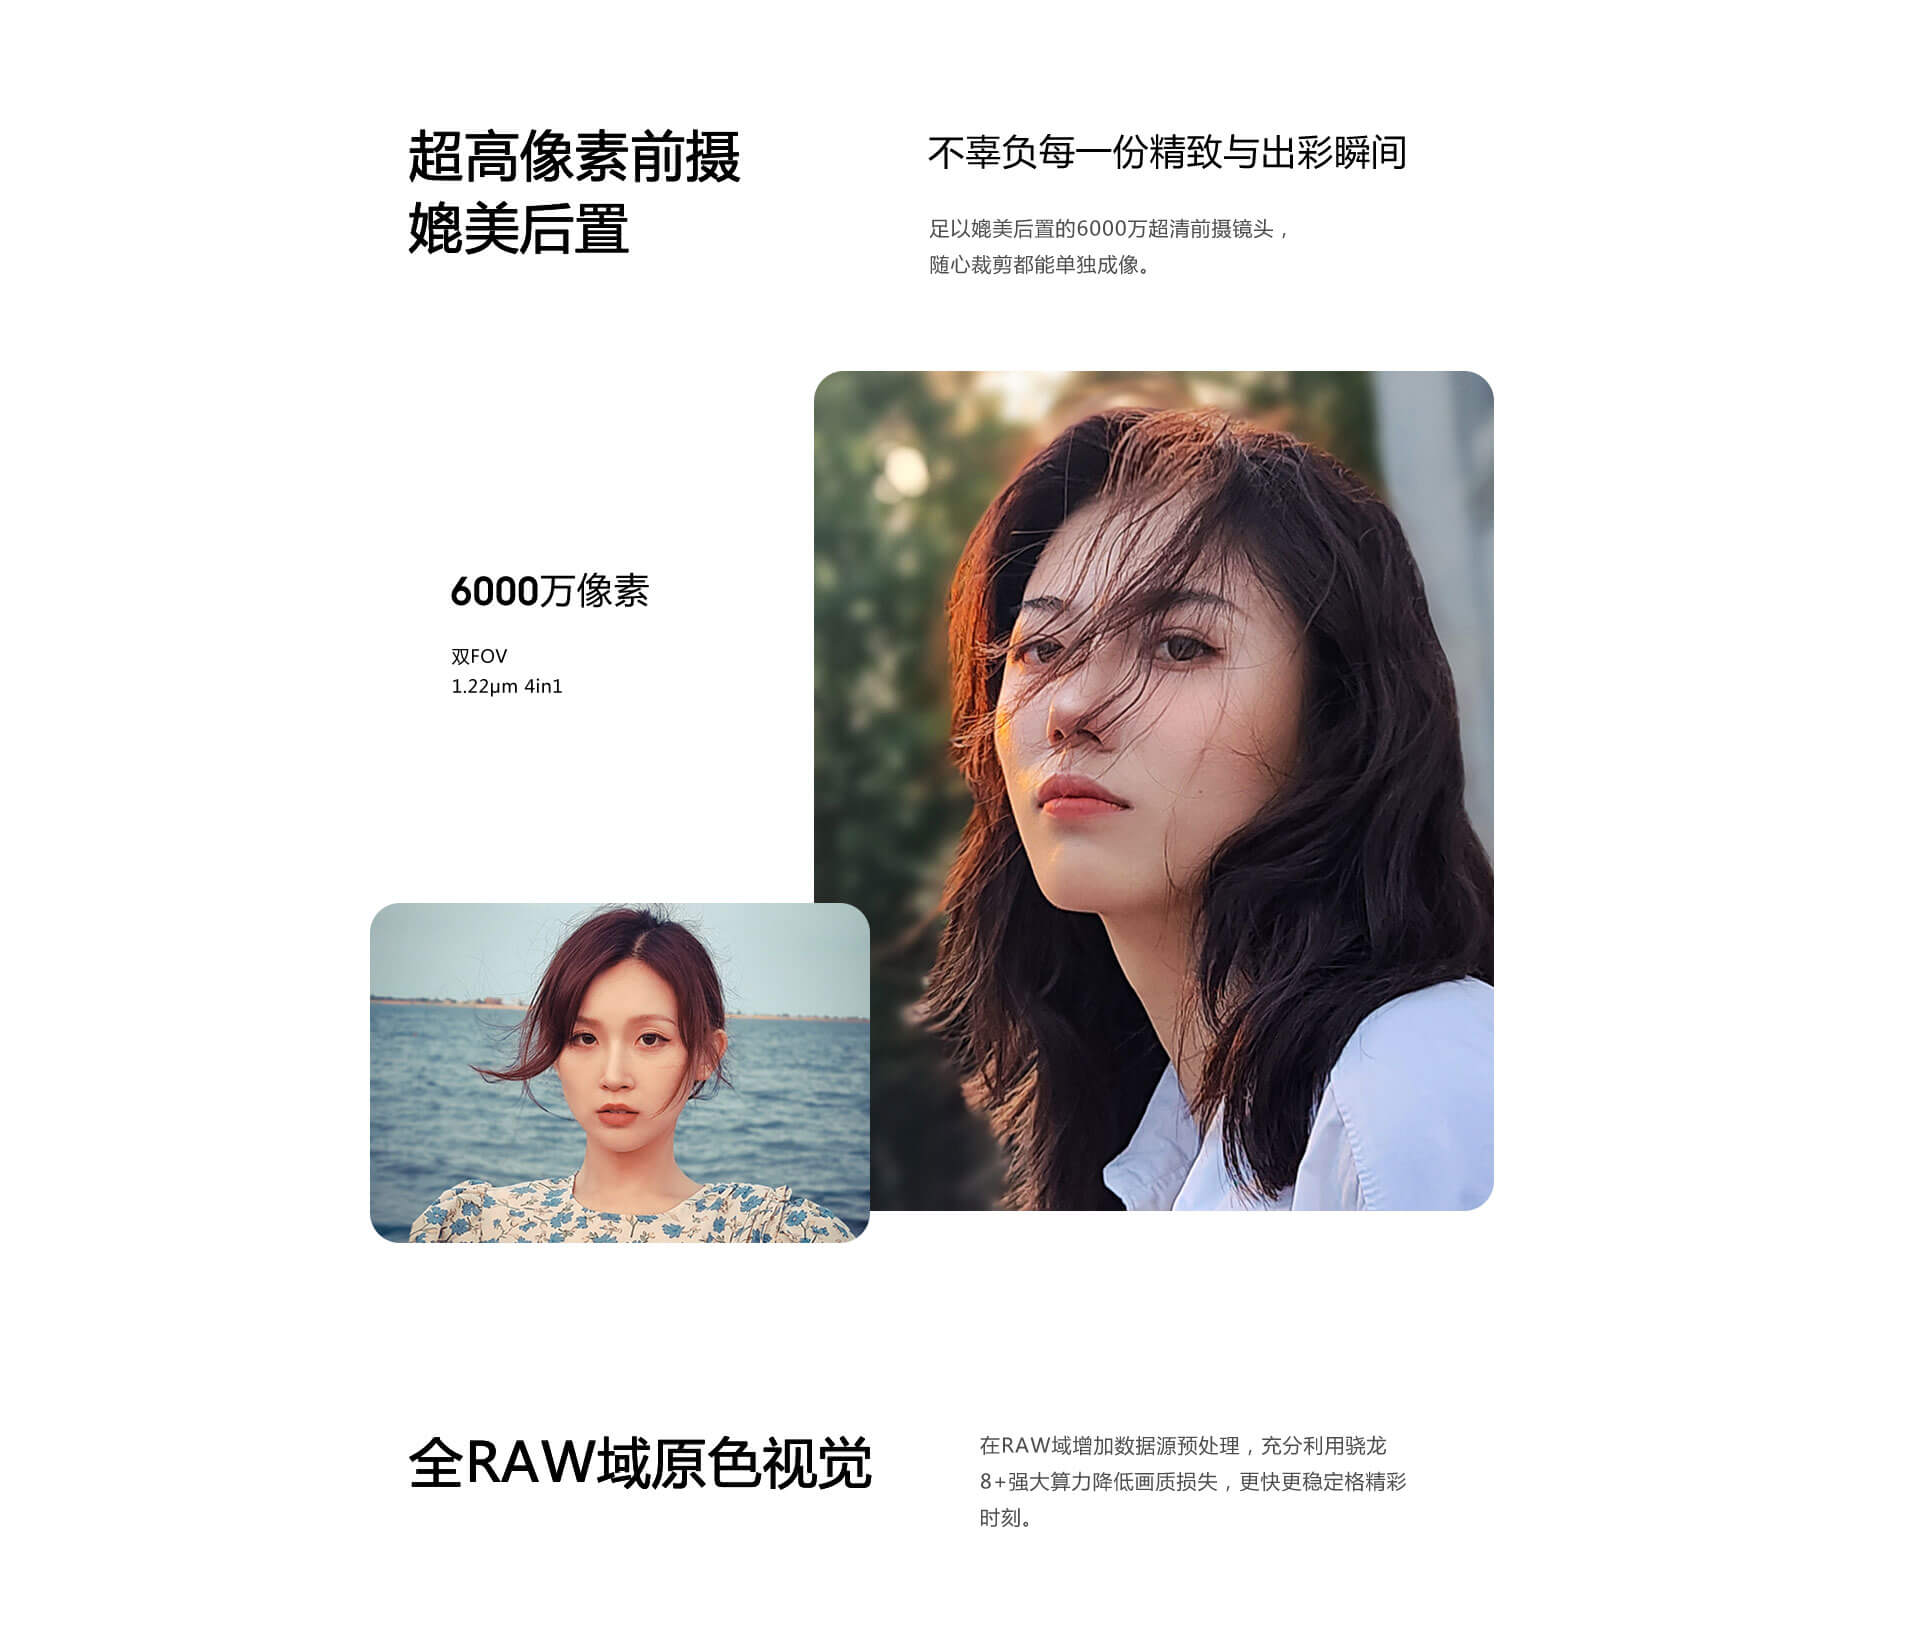 超高像素前摄
媲美后置
不辜负每一份精致与出彩瞬间
足以媲美后置的6000万超清前摄镜头，
随心裁剪都能单独成像。
6000万像素
双FOV
1.22μm 4in1
全RAW域原色视觉
在RAW域增加数据源预处理，充分利用骁龙
8+强大算力降低画质损失，更快更稳定格精彩
时刻。